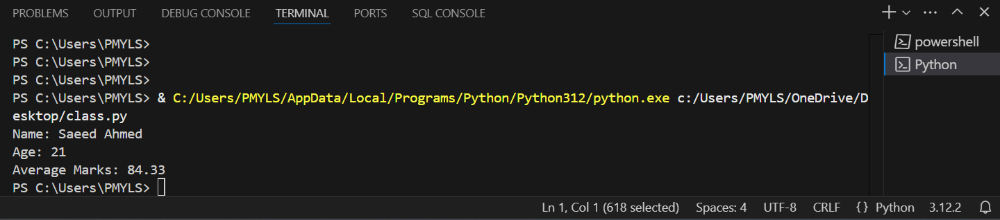 PROBLEMS OUTPUT DEBUG CONSOLE TERMINAL PORTS SQL CONSOLE
PS C:\Users\PMYLS>
PS C:\Users\PMYLS>
PS C:\Users\PMYLS>
PS C:\Users\PMYLS> & C:/Users/PMYLS/AppData/Local/Programs/Python/Python312/python.exe c:/Users/PMYLS/OneDrive/D
esktop/class.py
Name: Saeed Ahmed
Age: 21
Average Marks: 84.33
PS C:\Users\PMYLS>
powershell
Python
Ln 1, Col 1 (618 selected) Spaces: 4 UTF-8 CRLF {} Python 3.12.2